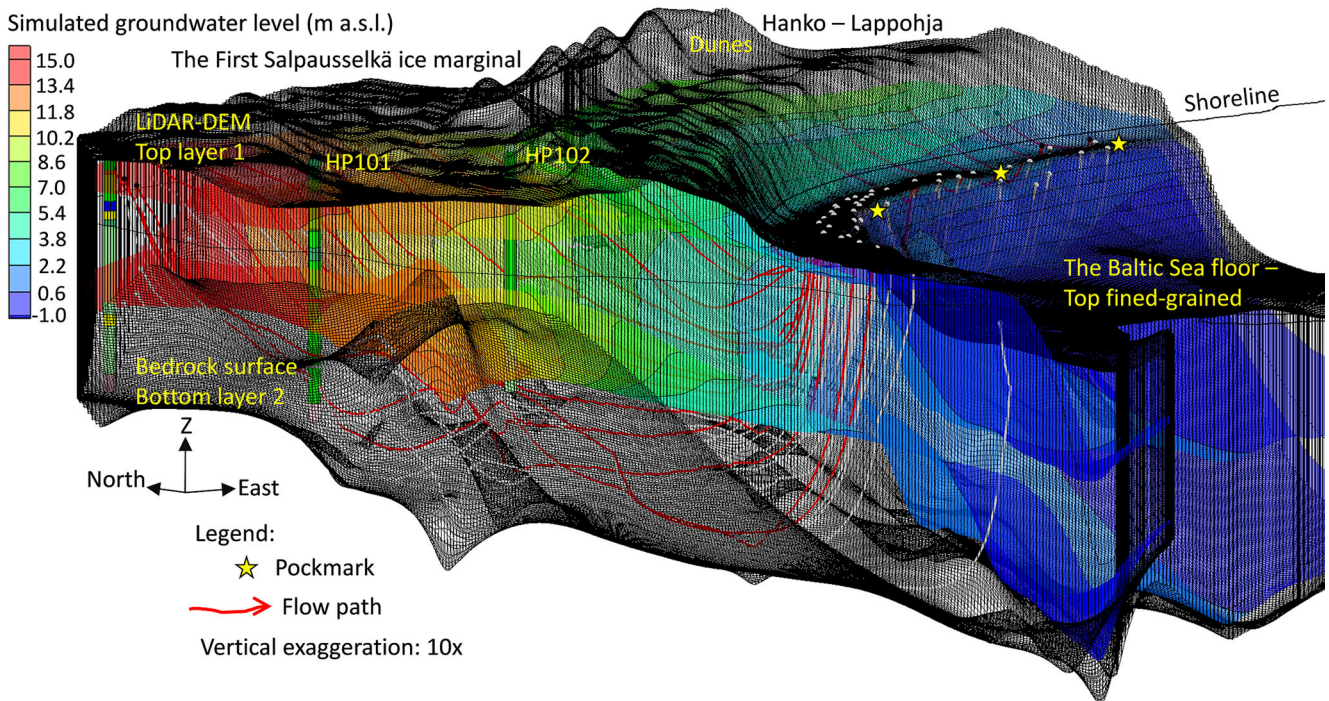 Simulated groundwater level (m a.s.l.)
Hanko – Lappohja
The First Salpausselkä ice marginal
Dunes
15.0
13.4
11.8
10.2
8.6
7.0
5.4
3.8
2.2
0.6
-1.0
Shoreline
LiDAR-DEM
Top layer 1
HP101
HP102
The Baltic Sea floor –
Top fined-grained
Bedrock surface
Bottom layer 2
Z
North
East
Legend:
Pockmark
Flow path
Vertical exaggeration: 10x